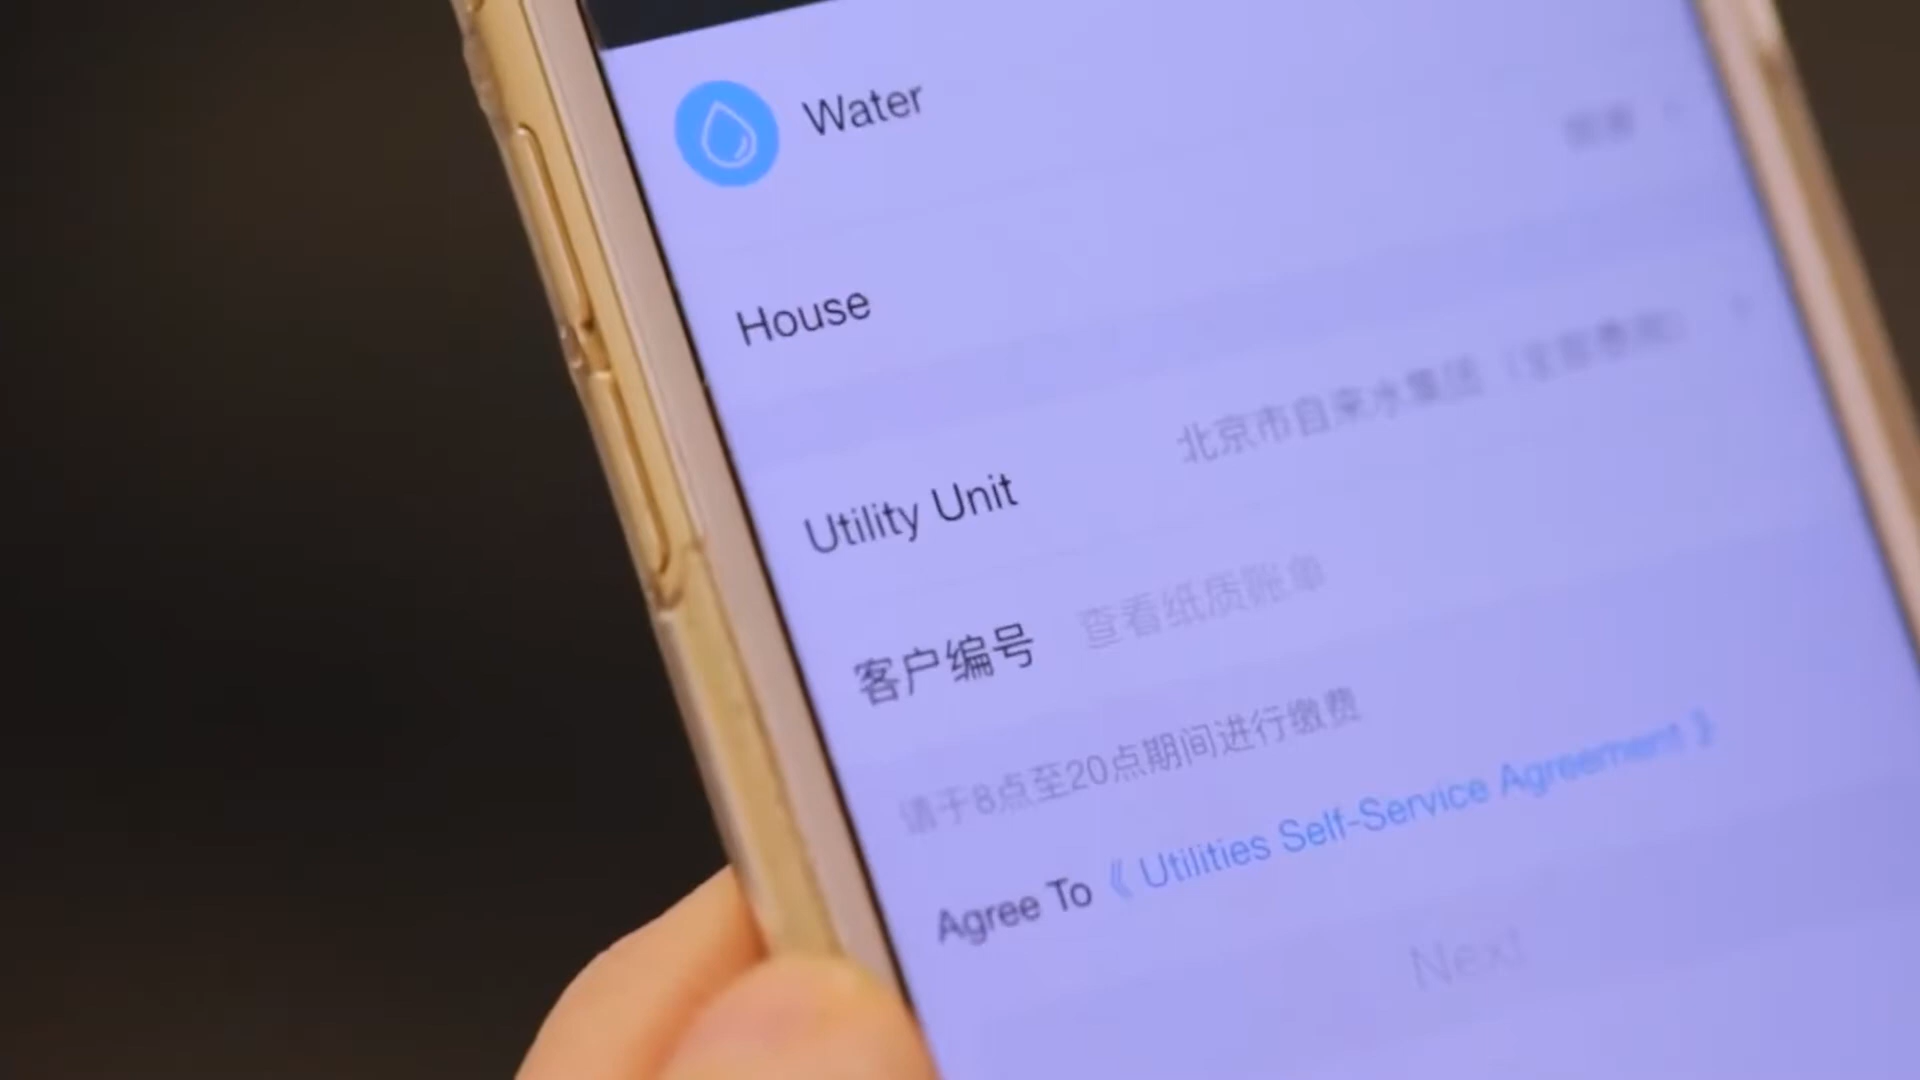 Water
House
Utility Unit 北京市自来水集团
客户编号 查看纸质账单
请于8点至20点期间进行缴费
Agree To 《 Utilities Self-Service Agreement 》
Next